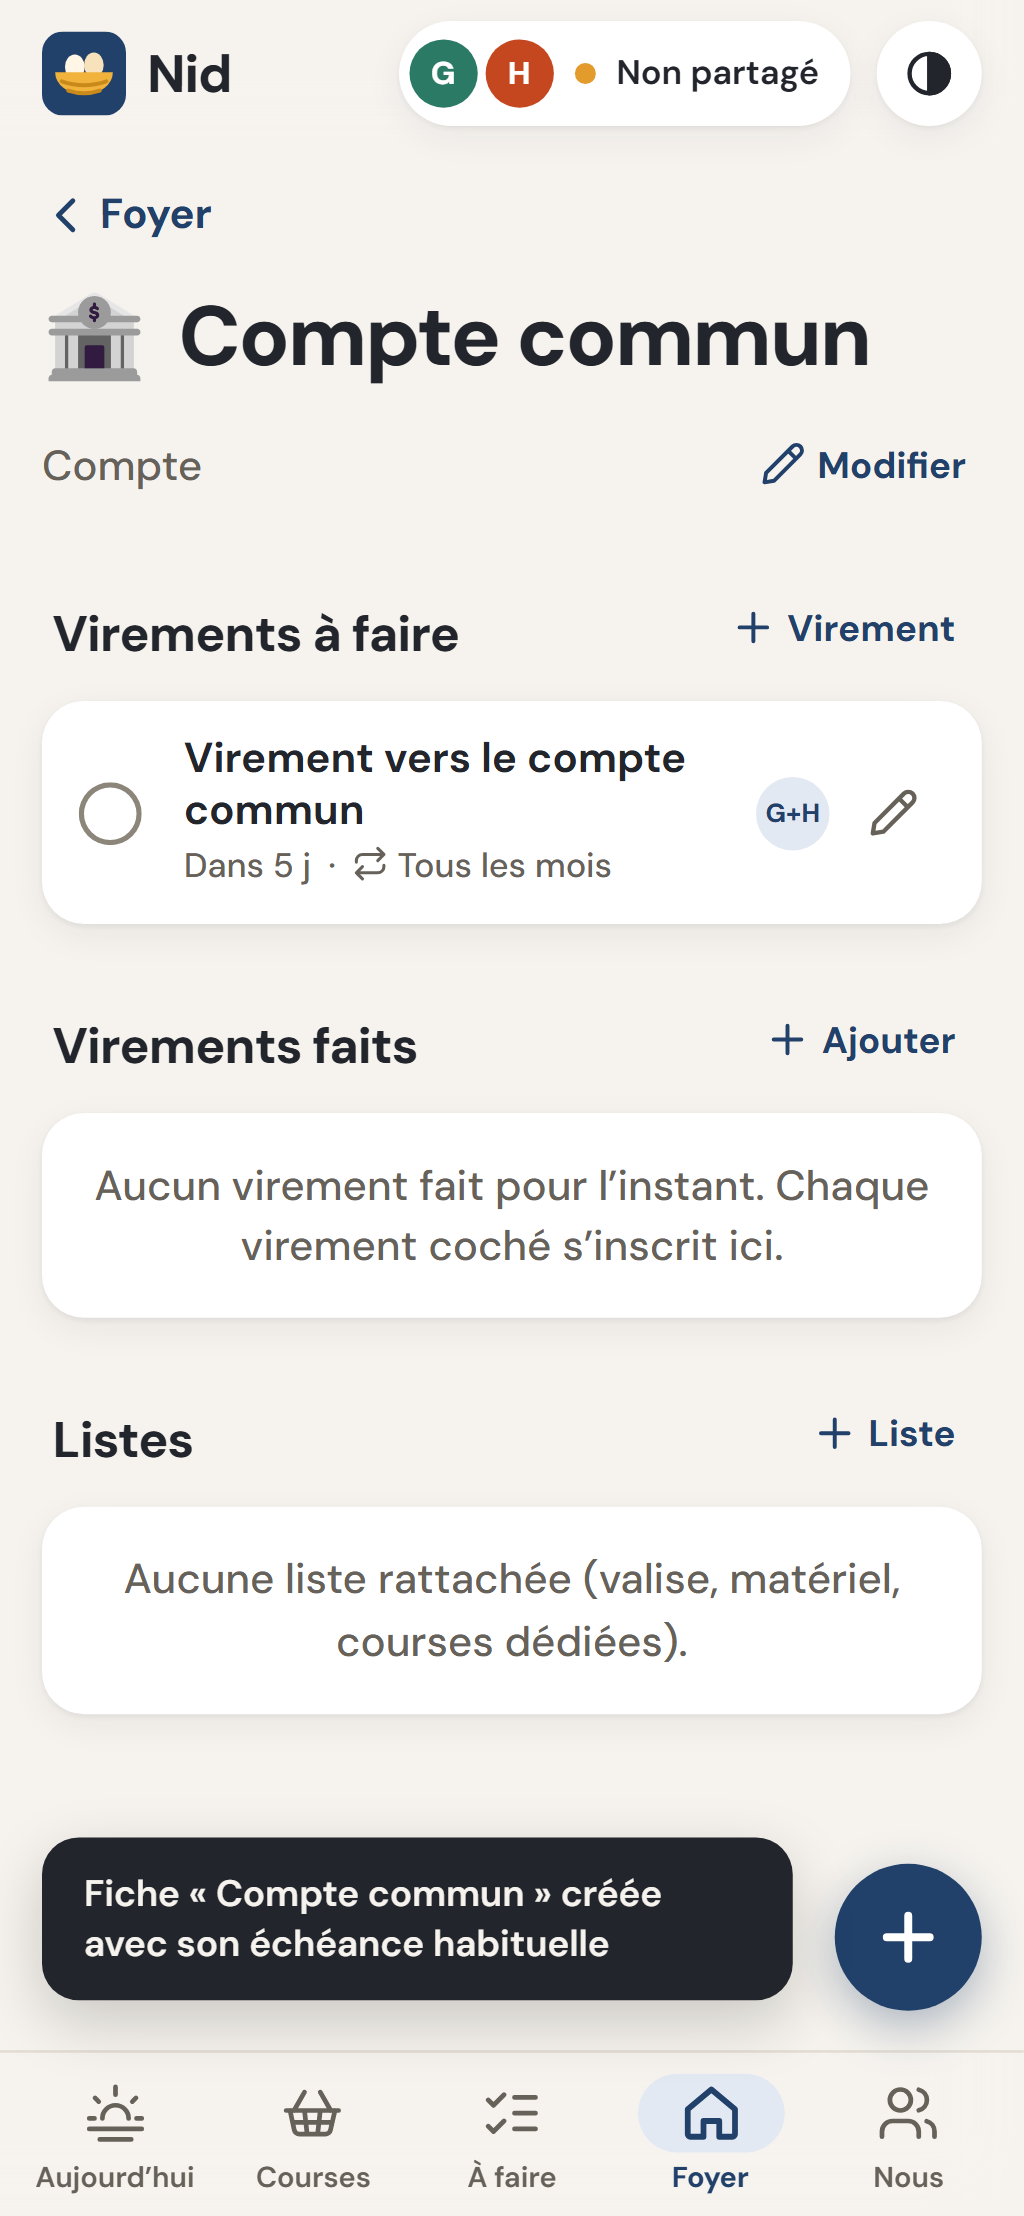 Nid
G H Non partagé
Foyer
$
Compte commun
Compte
Modifier
Virements à faire
+ Virement
Virement vers le compte
commun
Dans 5 j · Tous les mois
G+H
Virements faits
+ Ajouter
Aucun virement fait pour l’instant. Chaque
virement coché s’inscrit ici.
Listes
+ Liste
Aucune liste rattachée (valise, matériel,
courses dédiées).
Fiche « Compte commun » créée
avec son échéance habituelle
+
Aujourd’hui
Courses
À faire
Foyer
Nous